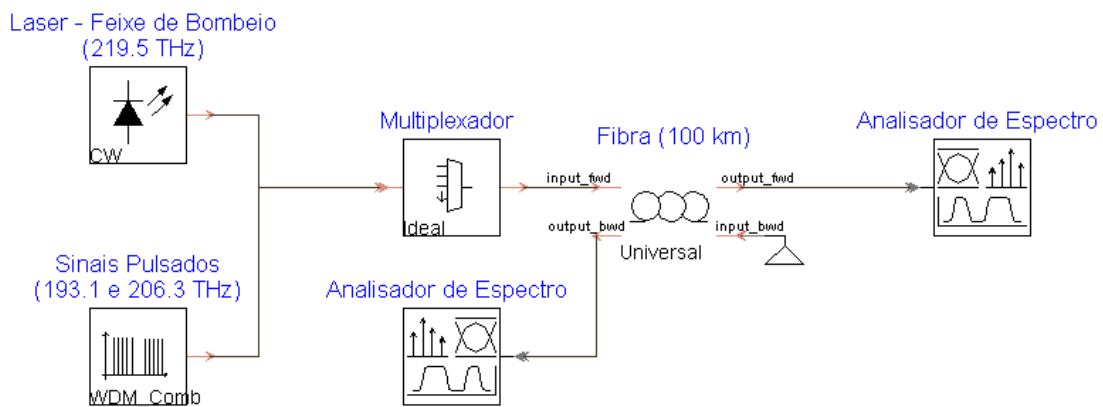 Laser - Feixe de Bombeio
(219.5 THz)
CW
Multiplexador
Ideal
Fibra (100 km)
input_fwd
output_fwd
output_bwd
input_bwd
Universal
Analisador de Espectro
Sinais Pulsados
(193.1 e 206.3 THz)
WDM_Comb
Analisador de Espectro